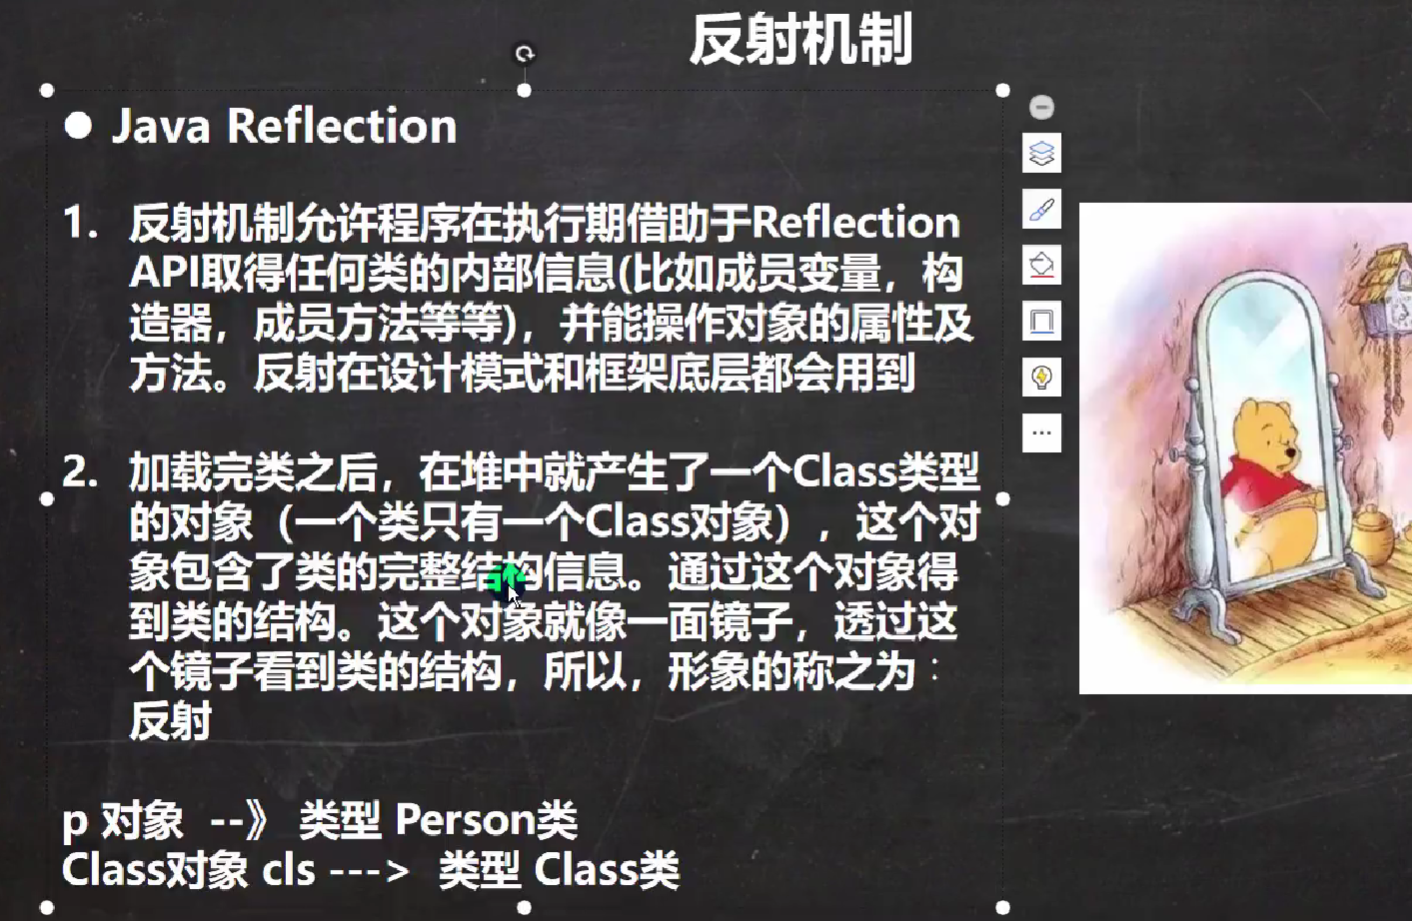 反射机制
● Java Reflection
1. 反射机制允许程序在执行期借助于Reflection
API取得任何类的内部信息(比如成员变量，构
造器，成员方法等等)，并能操作对象的属性及
方法。反射在设计模式和框架底层都会用到
2. 加载完类之后，在堆中就产生了一个Class类型
的对象（一个类只有一个Class对象），这个对
象包含了类的完整结构信息。通过这个对象得
到类的结构。这个对象就像一面镜子，透过这
个镜子看到类的结构，所以，形象的称之为：
反射
p 对象 --》 类型 Person类
Class对象 cls ---> 类型 Class类